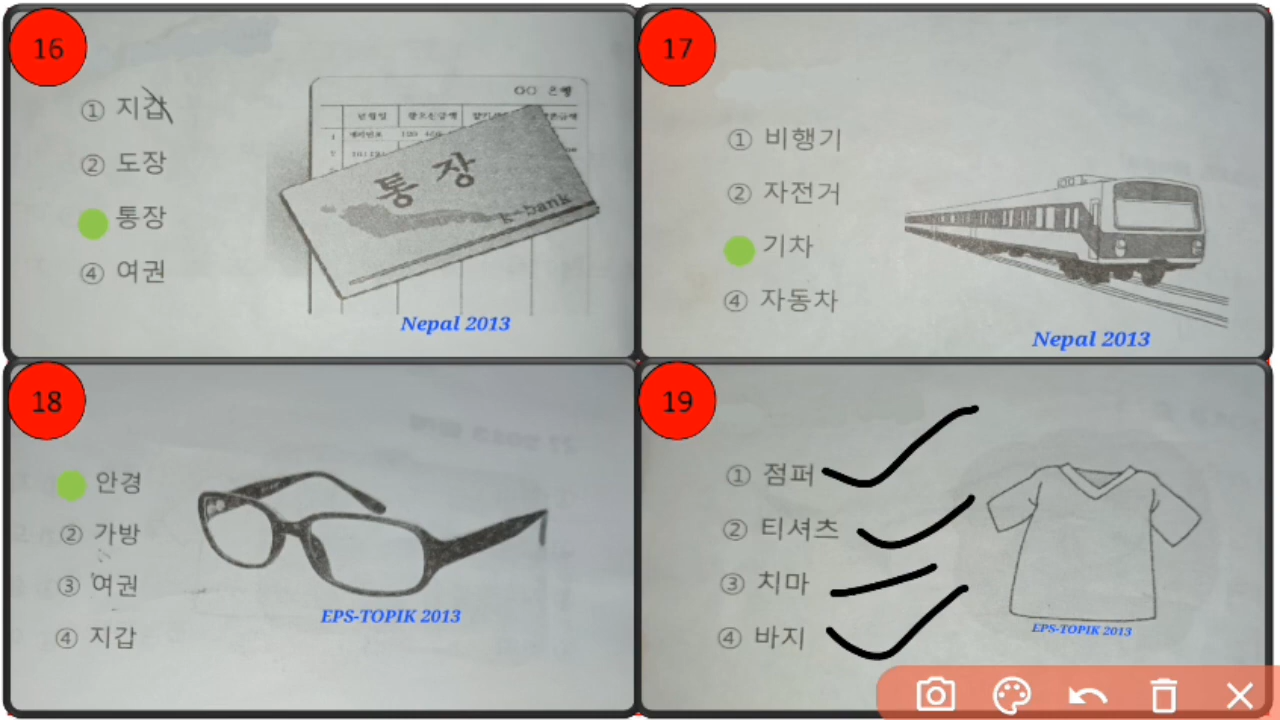 16
① 지갑
② 도장
통장
④ 여권
OO 은행
통장
k-bank
Nepal 2013
17
① 비행기
② 자전거
기차
④ 자동차
Nepal 2013
18
안경
② 가방
③ 여권
④ 지갑
EPS-TOPIK 2013
19
① 점퍼
② 티셔츠
③ 치마
④ 바지
EPS-TOPIK 2013